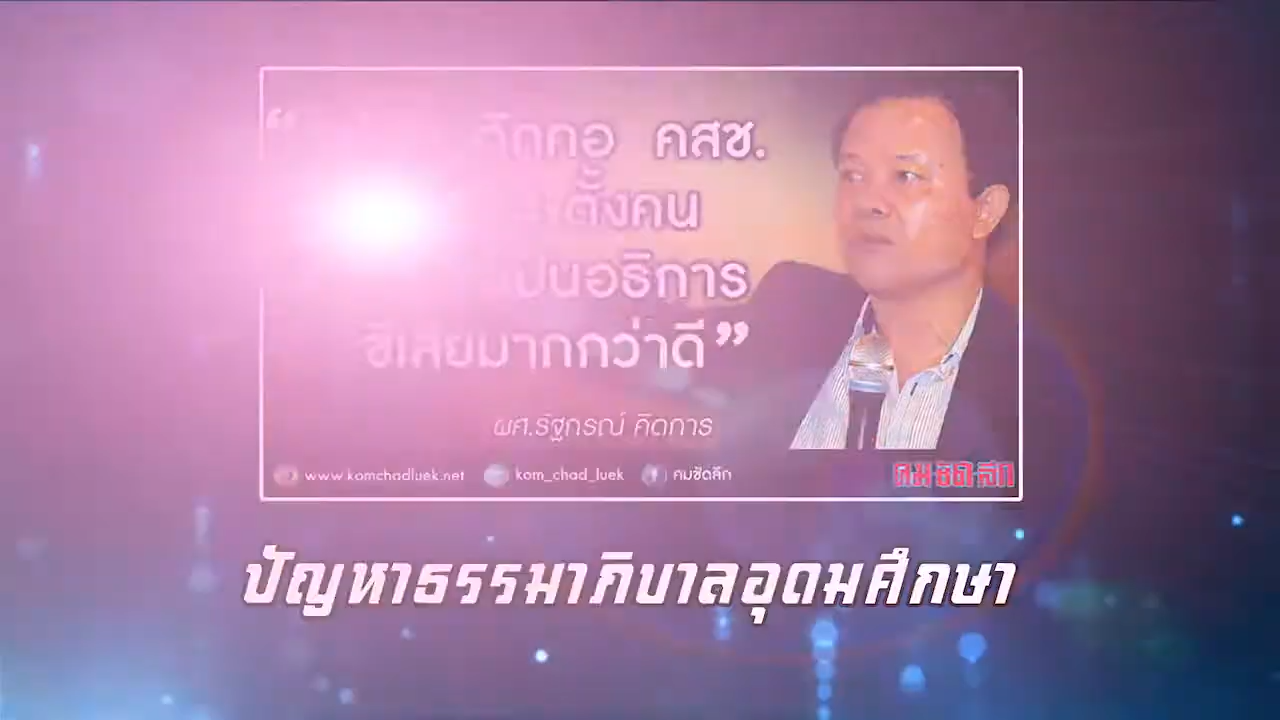 “
คสช.
ตั้งคน
อธิการ
มากกว่าดี”
ผศ.รัฐกรณ์ คิดการ
www.komchadluek.net kom_chad_luek คมชัดลึก
คมชัดลึก
ปัญหาธรรมาภิบาลอุดมศึกษา